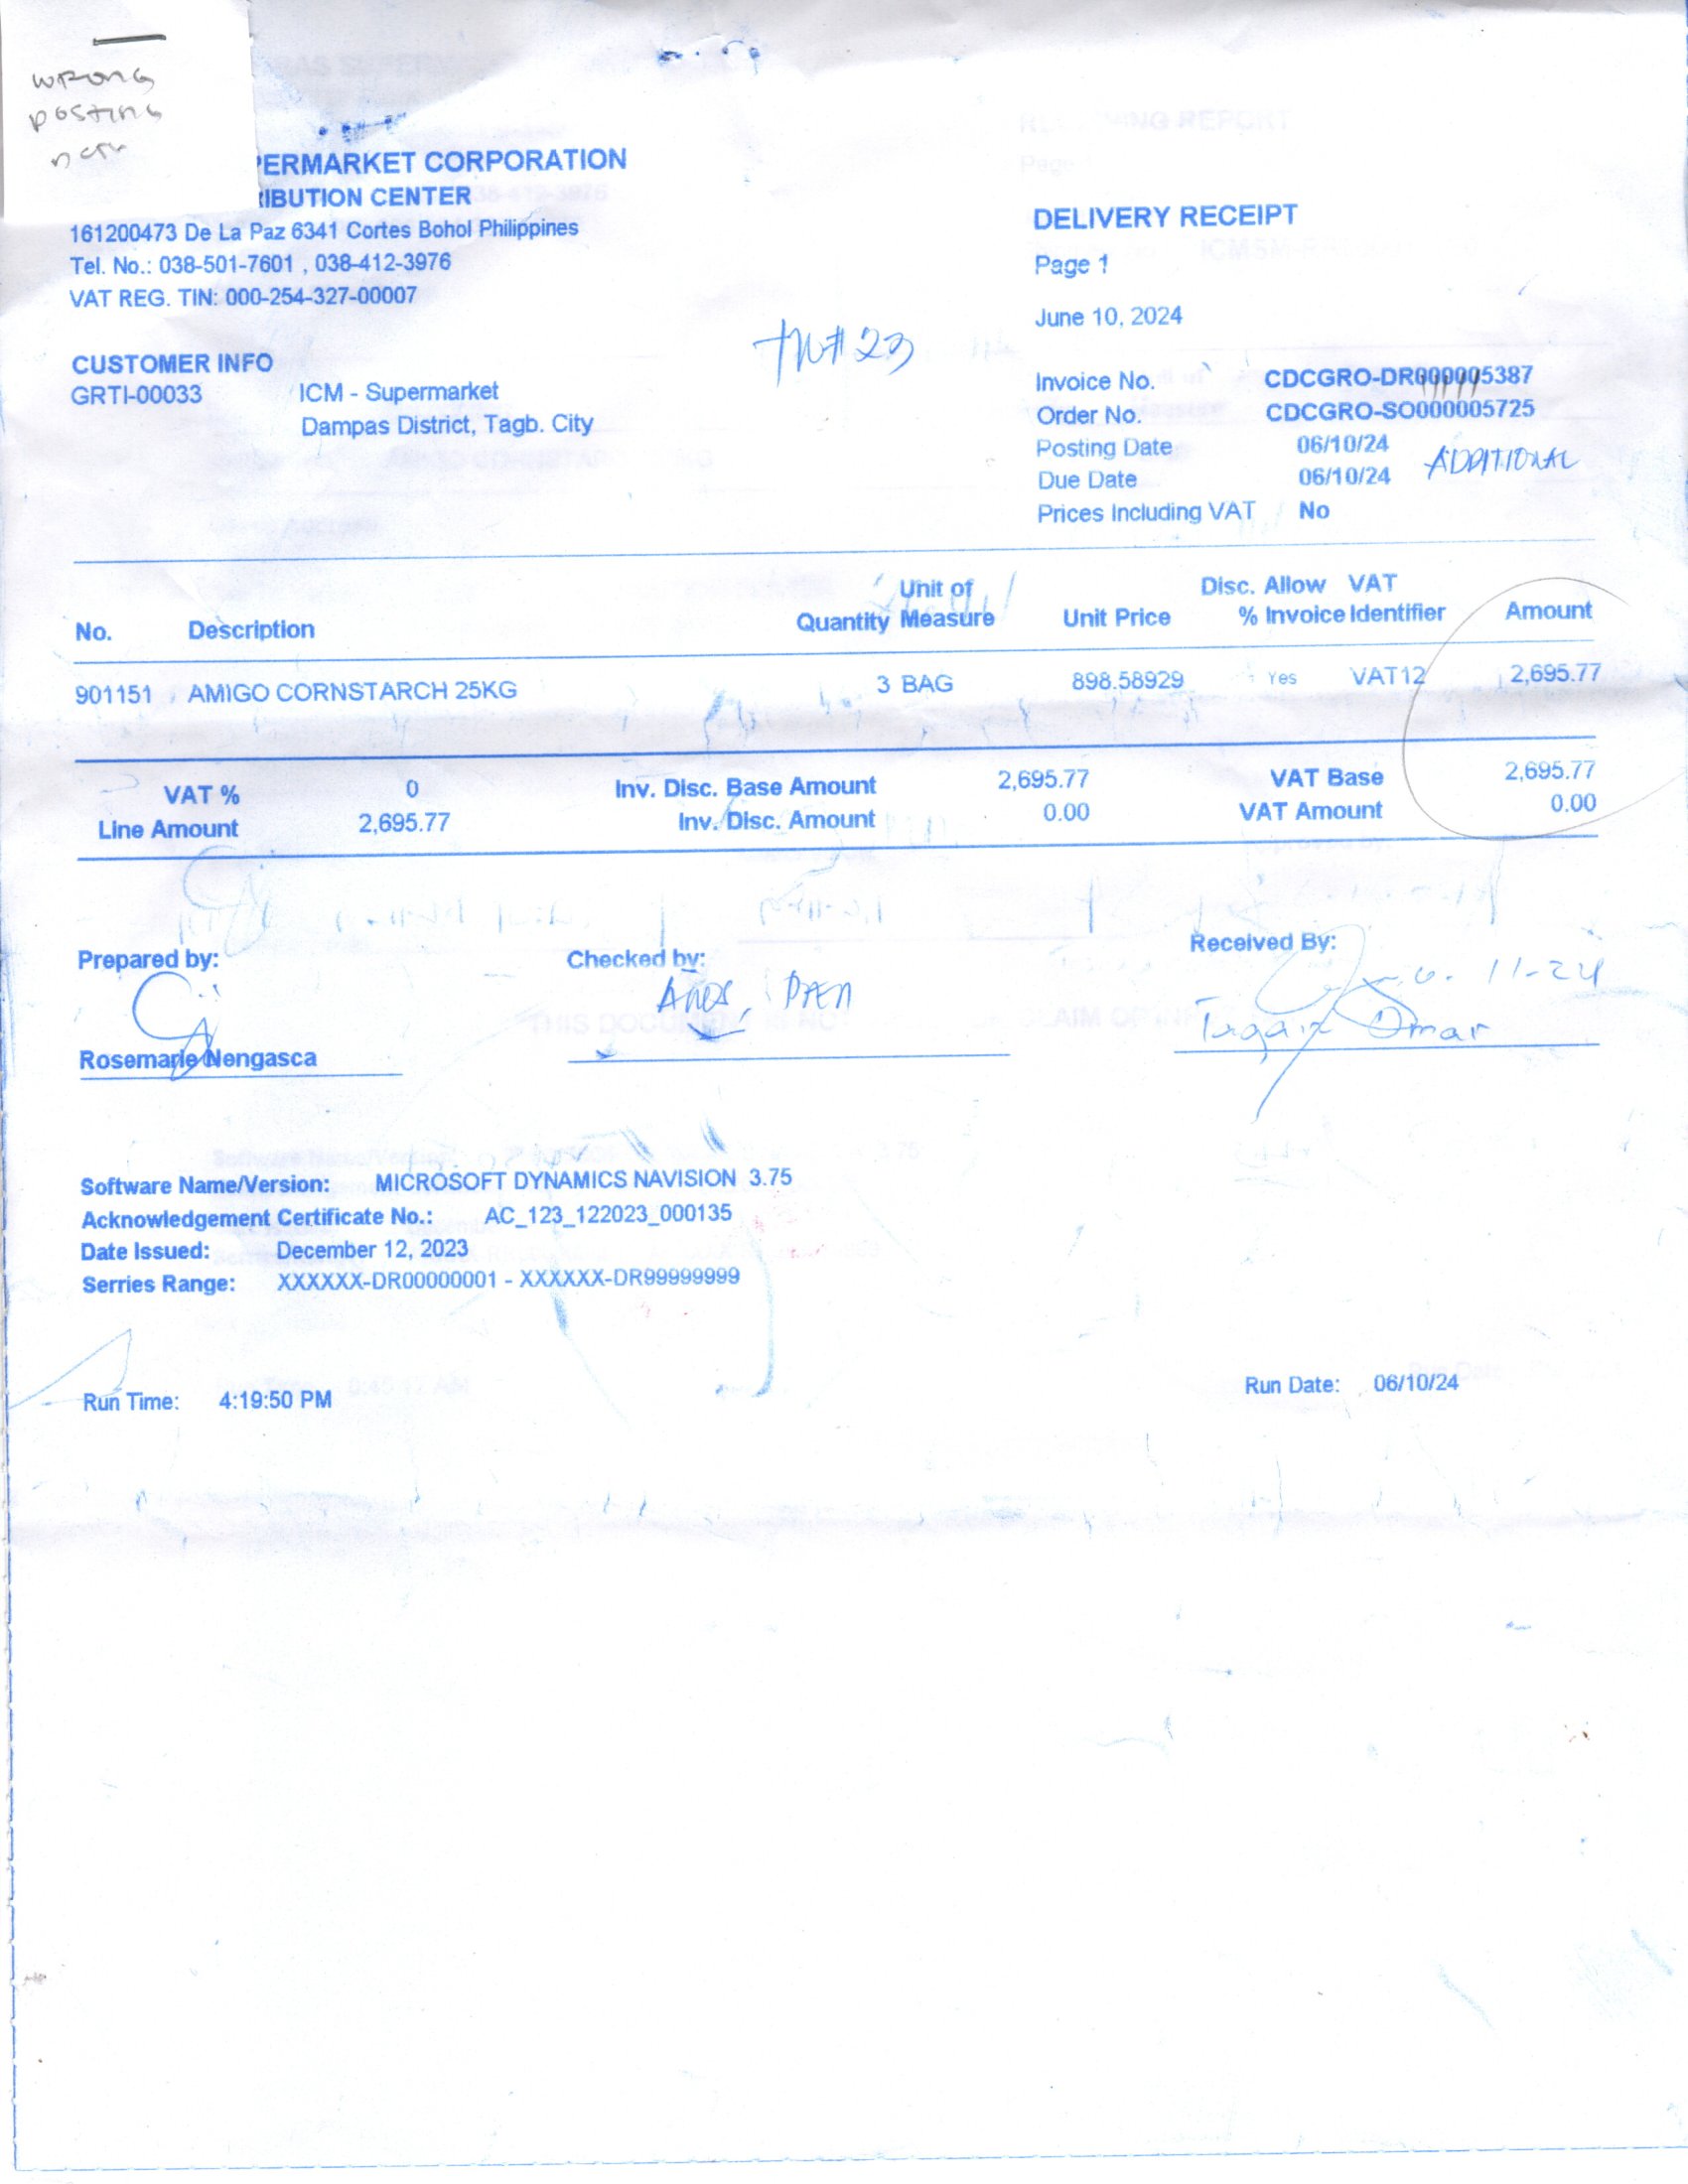 WRONG
POSTING
DATE
PERMARKET CORPORATION
RIBUTION CENTER
161200473 De La Paz 6341 Cortes Bohol Philippines
Tel. No.: 038-501-7601 , 038-412-3976
VAT REG. TIN: 000-254-327-00007
DELIVERY RECEIPT
Page 1
June 10, 2024
TN#23
CUSTOMER INFO
GRTI-00033 ICM - Supermarket
Dampas District, Tagb. City
Invoice No. CDCGRO-DR000005387
Order No. CDCGRO-SO000005725
Posting Date 06/10/24
ADDITIONAL
Due Date 06/10/24
Prices Including VAT No
No. Description Quantity Unit of Measure Unit Price Disc. % Allow Invoice VAT Identifier Amount
901151 AMIGO CORNSTARCH 25KG 3 BAG 898.58929 Yes VAT12 2,695.77
VAT % 0 Inv. Disc. Base Amount 2,695.77 VAT Base 2,695.77
Line Amount 2,695.77 Inv. Disc. Amount 0.00 VAT Amount 0.00
Prepared by: Checked by: Received By:
6-11-24
Omar
Rosemarie Nengasca
Software Name/Version: MICROSOFT DYNAMICS NAVISION 3.75
Acknowledgement Certificate No.: AC_123_122023_000135
Date Issued: December 12, 2023
Serries Range: XXXXXX-DR00000001 - XXXXXX-DR99999999
Run Time: 4:19:50 PM Run Date: 06/10/24